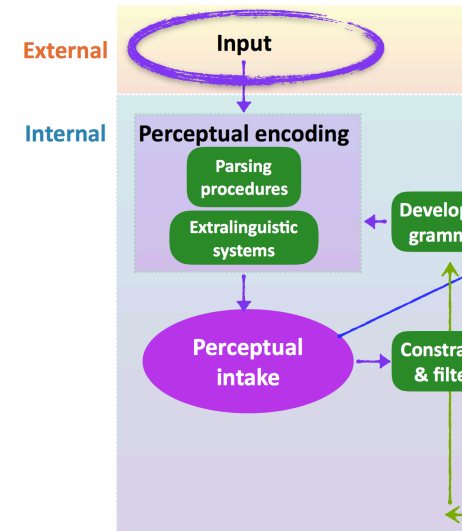 External
Input
Internal
Perceptual encoding
Parsing
procedures
Extralinguistic
systems
Perceptual
intake
&